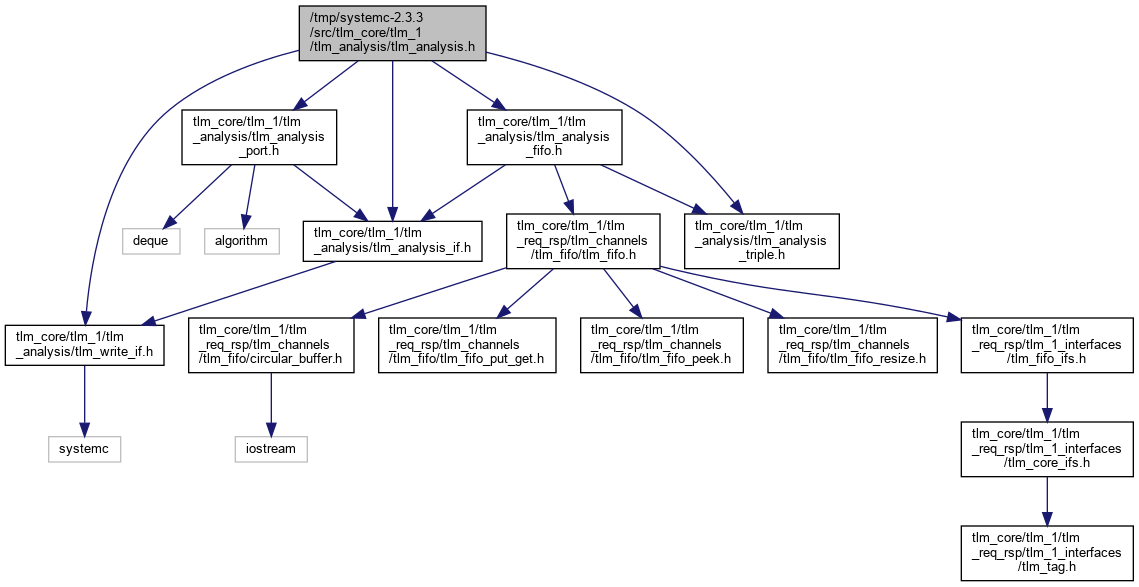 /tmp/systemc-2.3.3
/src/tlm_core/tlm_1
/tlm_analysis/tlm_analysis.h
tlm_core/tlm_1/tlm
_analysis/tlm_analysis
_port.h
tlm_core/tlm_1/tlm
_analysis/tlm_analysis
_fifo.h
deque
algorithm
tlm_core/tlm_1/tlm
_analysis/tlm_analysis_if.h
tlm_core/tlm_1/tlm
_req_rsp/tlm_channels
/tlm_fifo/tlm_fifo.h
tlm_core/tlm_1/tlm
_analysis/tlm_analysis
_triple.h
tlm_core/tlm_1/tlm
_analysis/tlm_write_if.h
tlm_core/tlm_1/tlm
_req_rsp/tlm_channels
/tlm_fifo/circular_buffer.h
tlm_core/tlm_1/tlm
_req_rsp/tlm_channels
/tlm_fifo/tlm_fifo_put_get.h
tlm_core/tlm_1/tlm
_req_rsp/tlm_channels
/tlm_fifo/tlm_fifo_peek.h
tlm_core/tlm_1/tlm
_req_rsp/tlm_channels
/tlm_fifo/tlm_fifo_resize.h
tlm_core/tlm_1/tlm
_req_rsp/tlm_1_interfaces
/tlm_fifo_ifs.h
systemc
iostream
tlm_core/tlm_1/tlm
_req_rsp/tlm_1_interfaces
/tlm_core_ifs.h
tlm_core/tlm_1/tlm
_req_rsp/tlm_1_interfaces
/tlm_tag.h